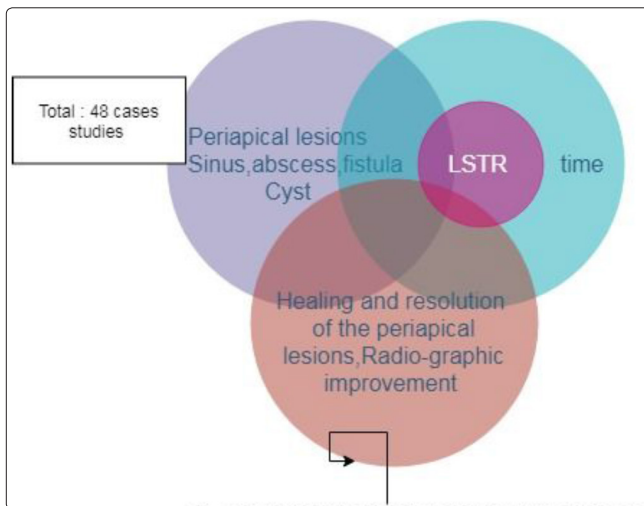 Total : 48 cases
studies
Periapical lesions
Sinus,abscess,fistula
Cyst
LSTR
time
Healing and resolution
of the periapical
lesions,Radio-graphic
improvement